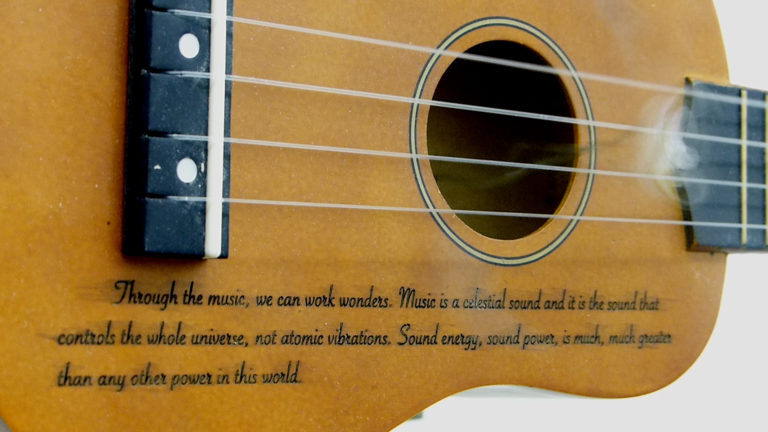 Through the music, we can work wonders. Music is a celestial sound and it is the sound that
controls the whole universe, not atomic vibrations. Sound energy, sound power, is much, much greater
than any other power in this world.